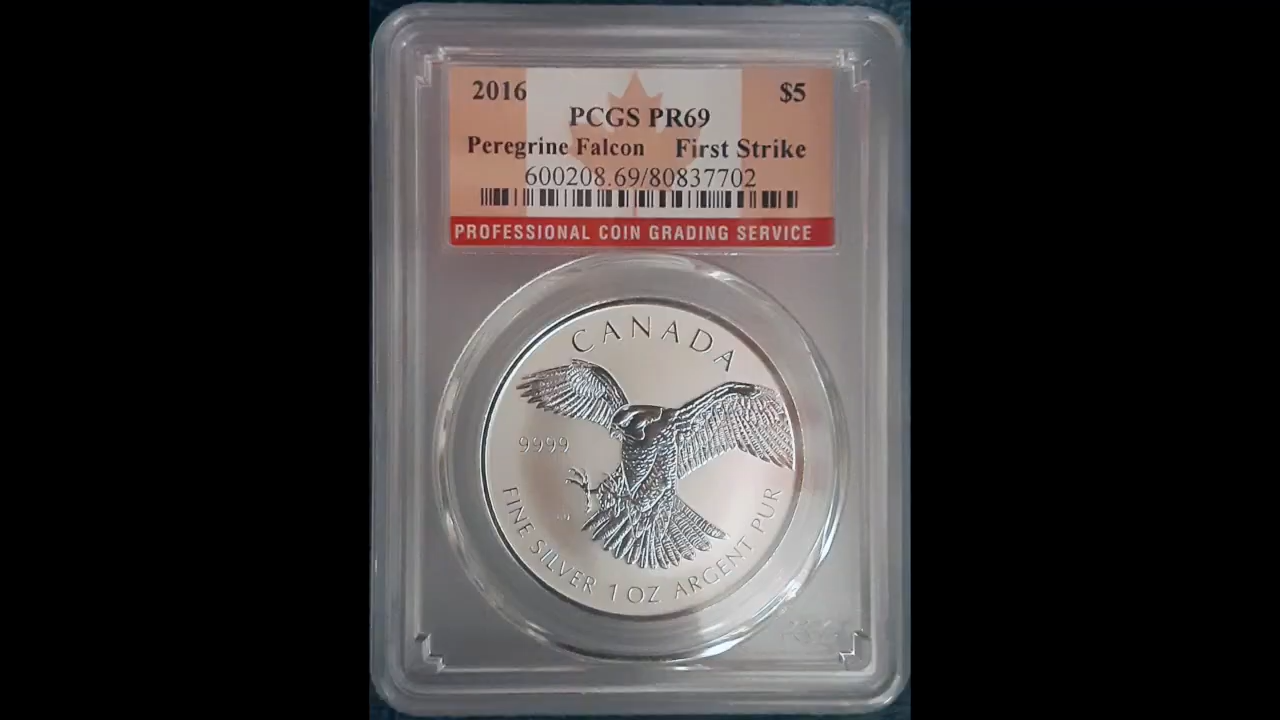 2016 $5
PCGS PR69
Peregrine Falcon First Strike
600208.69/80837702
PROFESSIONAL COIN GRADING SERVICE
CANADA
9999
FINE SILVER 1 OZ ARGENT PUR